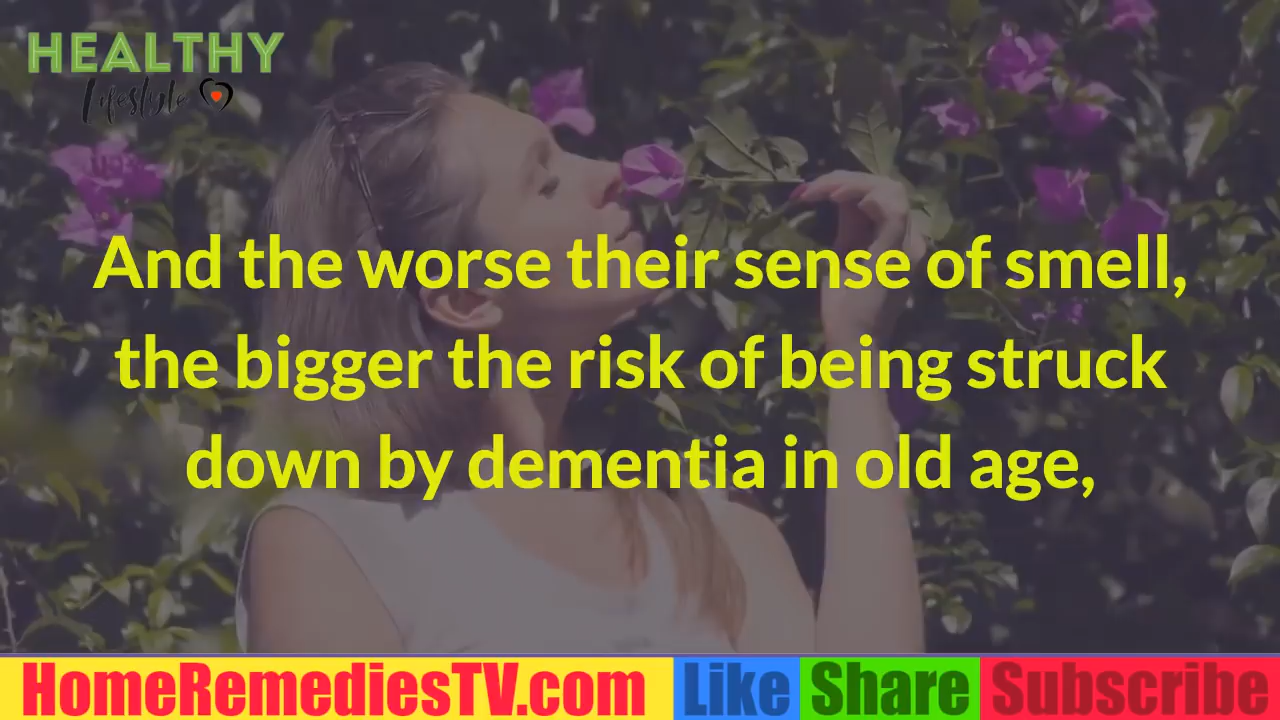 HEALTHY
Lifestyle
And the worse their sense of smell,
the bigger the risk of being struck
down by dementia in old age,
HomeRemediesTV.com Like Share Subscribe